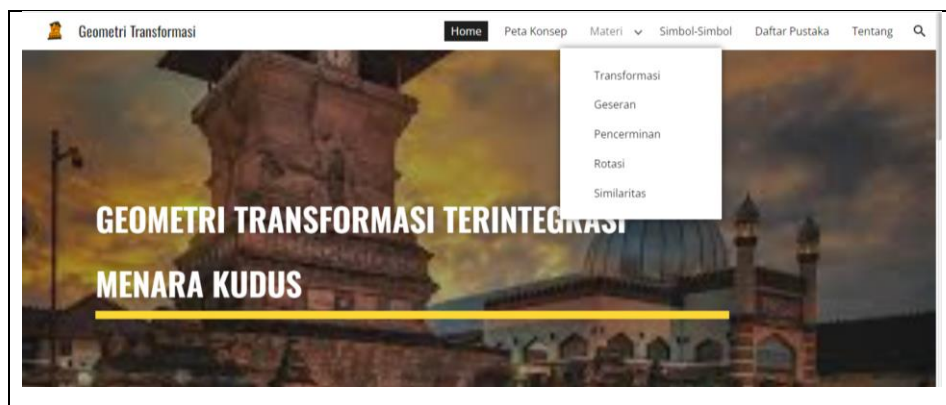 Geometri Transformasi Home Peta Konsep Materi Simbol-Simbol Daftar Pustaka Tentang
Transformasi
Geseran
Pencerminan
Rotasi
Similaritas
GEOMETRI TRANSFORMASI TERINTEGRASI
MENARA KUDUS